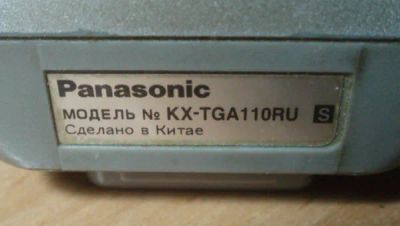 Panasonic
МОДЕЛЬ № KX-TGA110RU S
Сделано в Китае